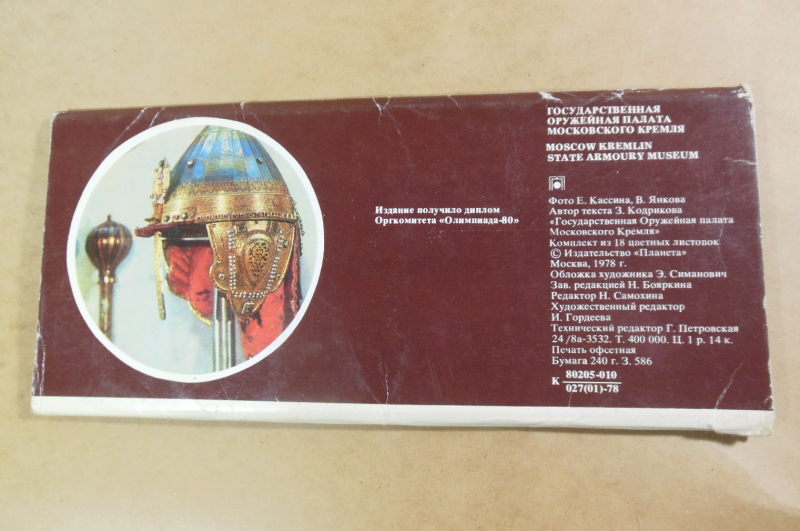 Издание получило диплом
Оргкомитета «Олимпиада-80»
ГОСУДАРСТВЕННАЯ
ОРУЖЕЙНАЯ ПАЛАТА
МОСКОВСКОГО КРЕМЛЯ
MOSCOW KREMLIN
STATE ARMOURY MUSEUM
Фото Е. Кассина, В. Янкова
Автор текста З. Кодрикова
«Государственная Оружейная палата
Московского Кремля»
Комплект из 18 цветных листовок
© Издательство «Планета»
Москва, 1978 г.
Обложка художника Э. Симанович
Зав. редакцией Н. Бояркина
Редактор Н. Самохина
Художественный редактор
И. Гордеева
Технический редактор Г. Петровская
24/8а-3532. Т. 400 000. Ц. 1 р. 14 к.
Печать офсетная
Бумага 240 г. З. 586
К 80205-010
027(01)-78